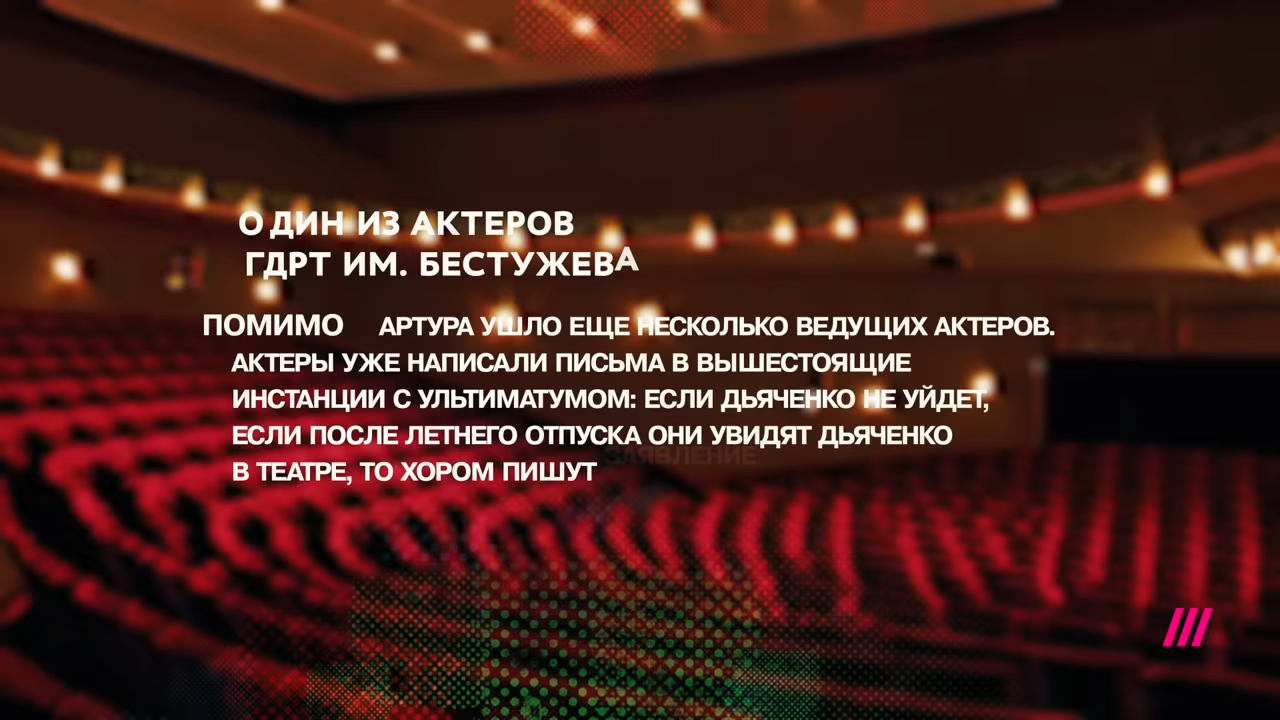 ОДИН ИЗ АКТЕРОВ
ГДРТ ИМ. БЕСТУЖЕВА
ПОМИМО АРТУРА УШЛО ЕЩЕ НЕСКОЛЬКО ВЕДУЩИХ АКТЕРОВ.
АКТЕРЫ УЖЕ НАПИСАЛИ ПИСЬМА В ВЫШЕСТОЯЩИЕ
ИНСТАНЦИИ С УЛЬТИМАТУМОМ: ЕСЛИ ДЬЯЧЕНКО НЕ УЙДЕТ,
ЕСЛИ ПОСЛЕ ЛЕТНЕГО ОТПУСКА ОНИ УВИДЯТ ДЬЯЧЕНКО
В ТЕАТРЕ, ТО ХОРОМ ПИШУТ ЗАЯВЛЕНИЕ